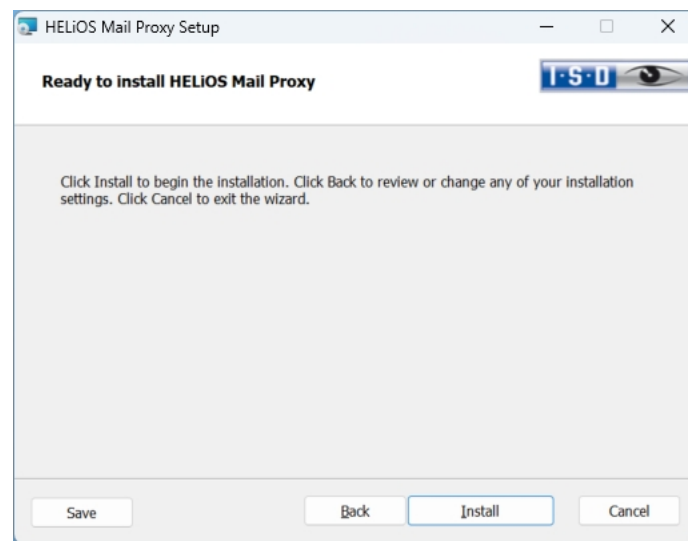 HELiOS Mail Proxy Setup
Ready to install HELiOS Mail Proxy
I·S·D
Click Install to begin the installation. Click Back to review or change any of your installation
settings. Click Cancel to exit the wizard.
Save
Back
Install
Cancel